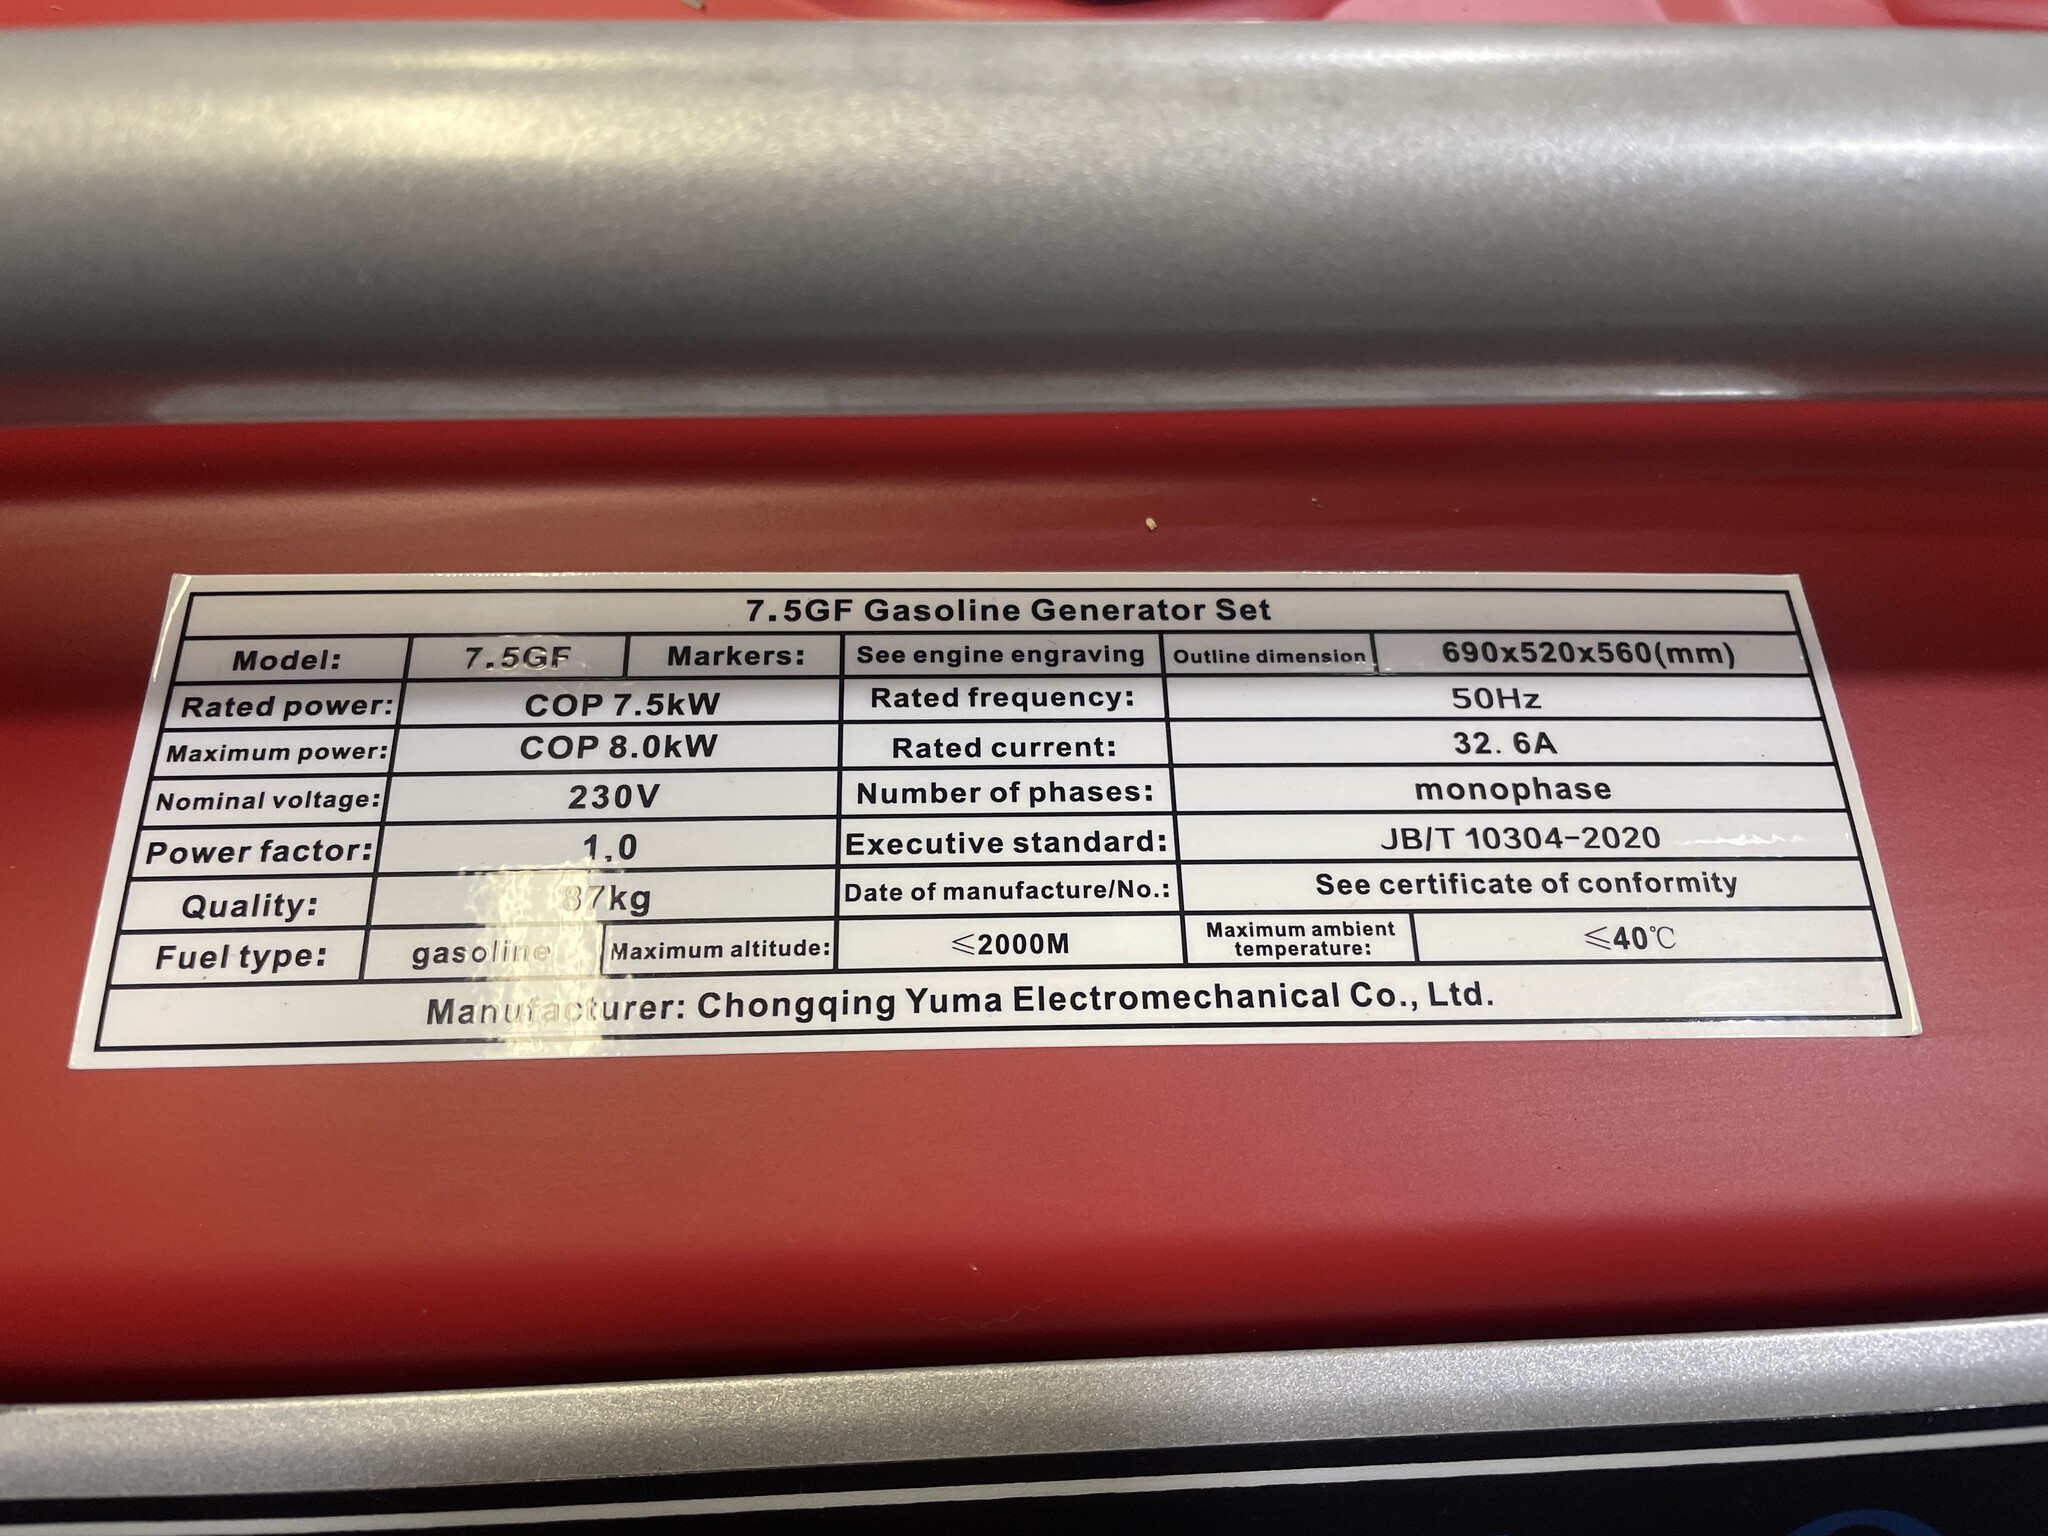 7.5GF Gasoline Generator Set
Model: 7.5GF Markers: See engine engraving Outline dimension 690x520x560(mm)
Rated power: COP 7.5kW Rated frequency: 50Hz
Maximum power: COP 8.0kW Rated current: 32. 6A
Nominal voltage: 230V Number of phases: monophase
Power factor: 1.0 Executive standard: JB/T 10304-2020
Quality: 87kg Date of manufacture/No.: See certificate of conformity
Fuel type: gasoline Maximum altitude: ≤2000M Maximum ambient temperature: ≤40℃
Manufacturer: Chongqing Yuma Electromechanical Co., Ltd.